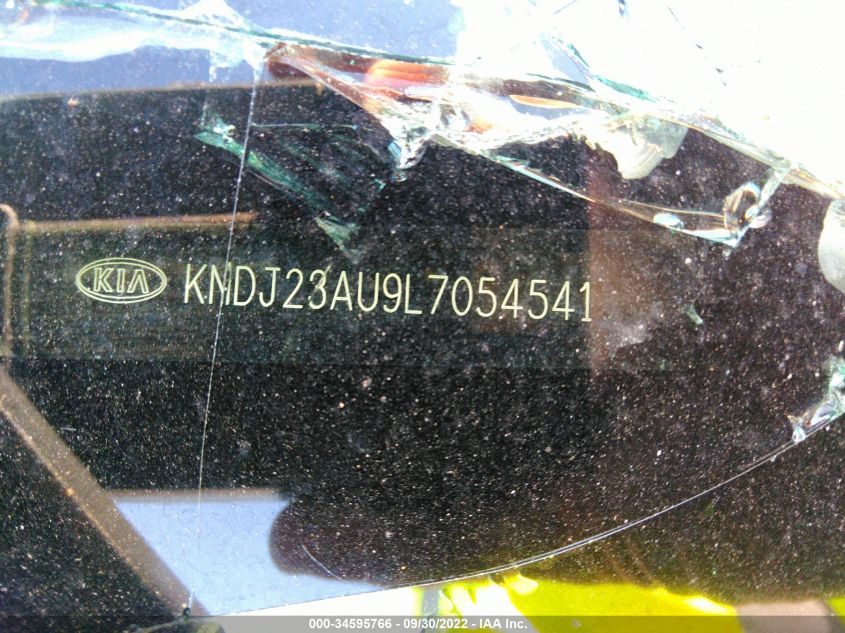 KIA KNDJ23AU9L7054541
000-34595766 - 09/30/2022 - IAA Inc.